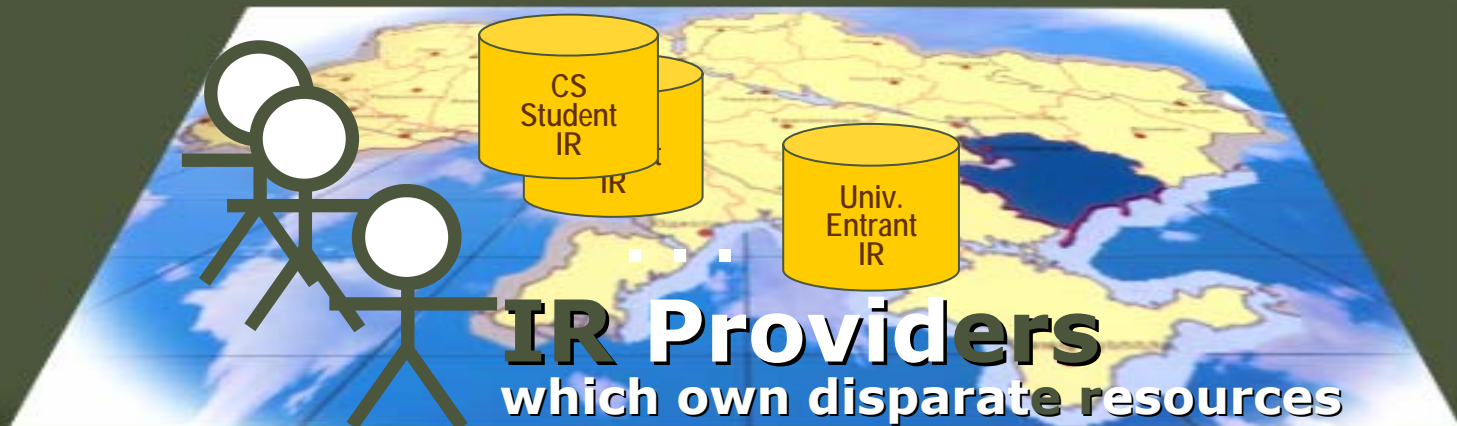 CS
Student
IR
IR
Univ.
Entrant
IR
. . .
IR Providers
which own disparate resources